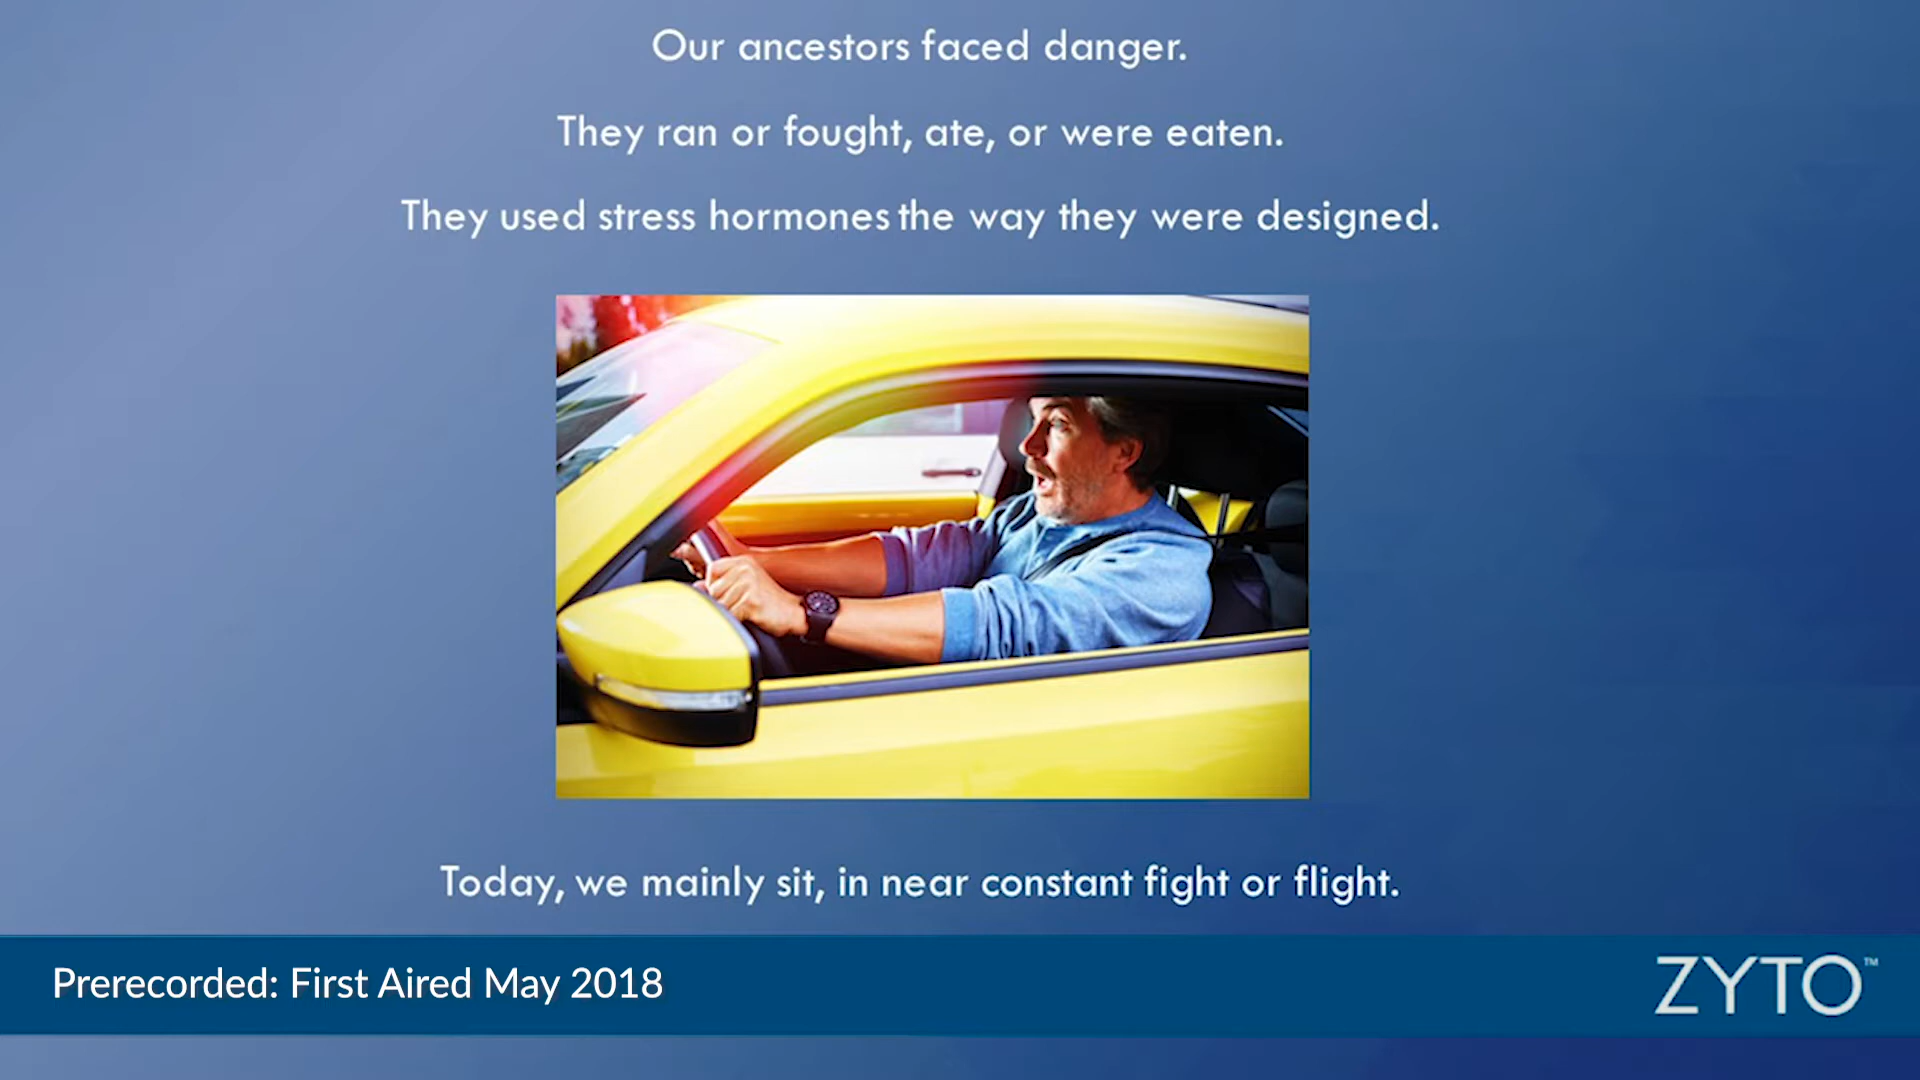 Our ancestors faced danger.
They ran or fought, ate, or were eaten.
They used stress hormones the way they were designed.
Today, we mainly sit, in near constant fight or flight.
Prerecorded: First Aired May 2018
ZYTO™